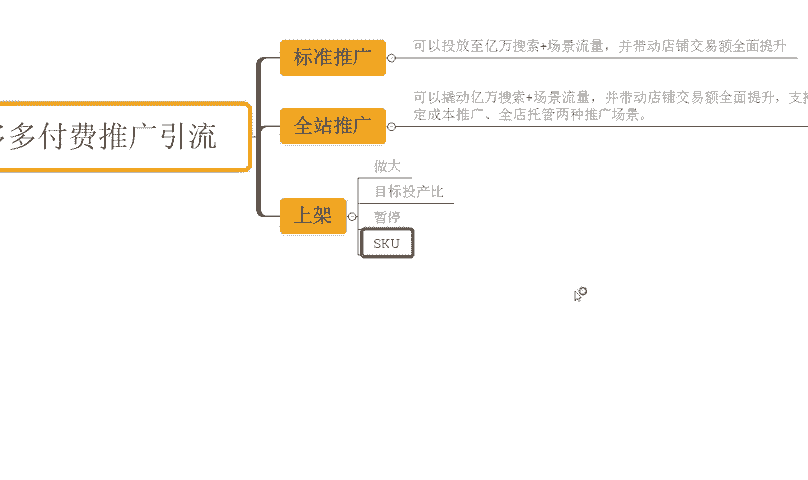 标准推广
可以投放至亿万搜索+场景流量，并带动店铺交易额全面提升
多付费推广引流
全站推广
可以撬动亿万搜索+场景流量，并带动店铺交易额全面提升，支
定成本推广、全店托管两种推广场景。
上架
做大
目标投产比
暂停
SKU